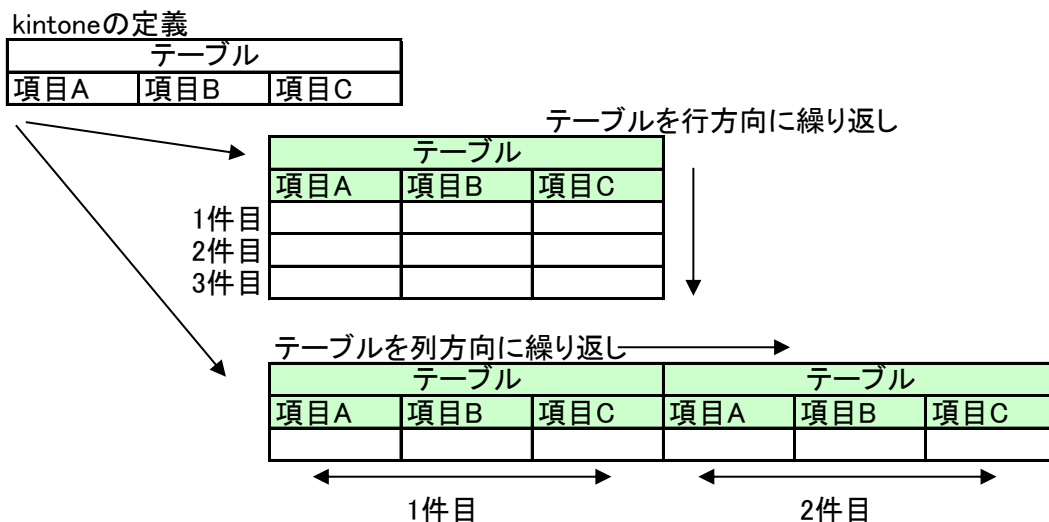 kintoneの定義
テーブル
項目A 項目B 項目C
テーブルを行方向に繰り返し
テーブル
項目A 項目B 項目C
1件目
2件目
3件目
テーブルを列方向に繰り返し
テーブル テーブル
項目A 項目B 項目C 項目A 項目B 項目C
1件目 2件目